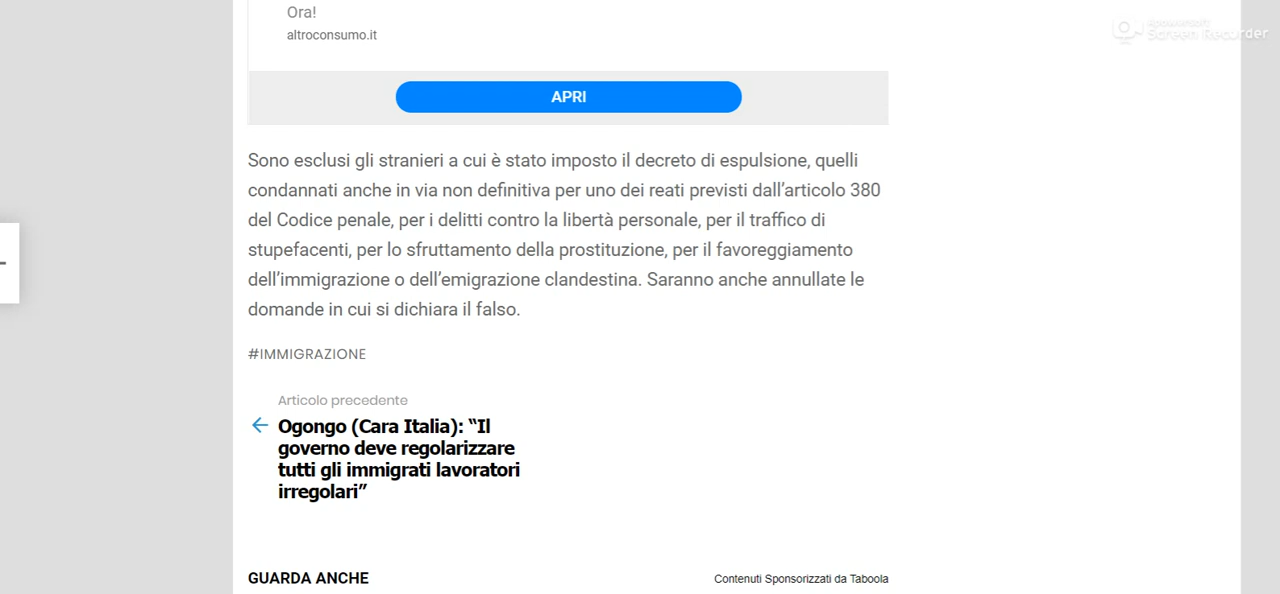 Ora!
altroconsumo.it
Apowersoft
Screen Recorder
APRI
Sono esclusi gli stranieri a cui è stato imposto il decreto di espulsione, quelli
condannati anche in via non definitiva per uno dei reati previsti dall’articolo 380
del Codice penale, per i delitti contro la libertà personale, per il traffico di
stupefacenti, per lo sfruttamento della prostituzione, per il favoreggiamento
dell’immigrazione o dell’emigrazione clandestina. Saranno anche annullate le
domande in cui si dichiara il falso.
#IMMIGRAZIONE
Articolo precedente
Ogongo (Cara Italia): “Il
governo deve regolarizzare
tutti gli immigrati lavoratori
irregolari”
GUARDA ANCHE
Contenuti Sponsorizzati da Taboola